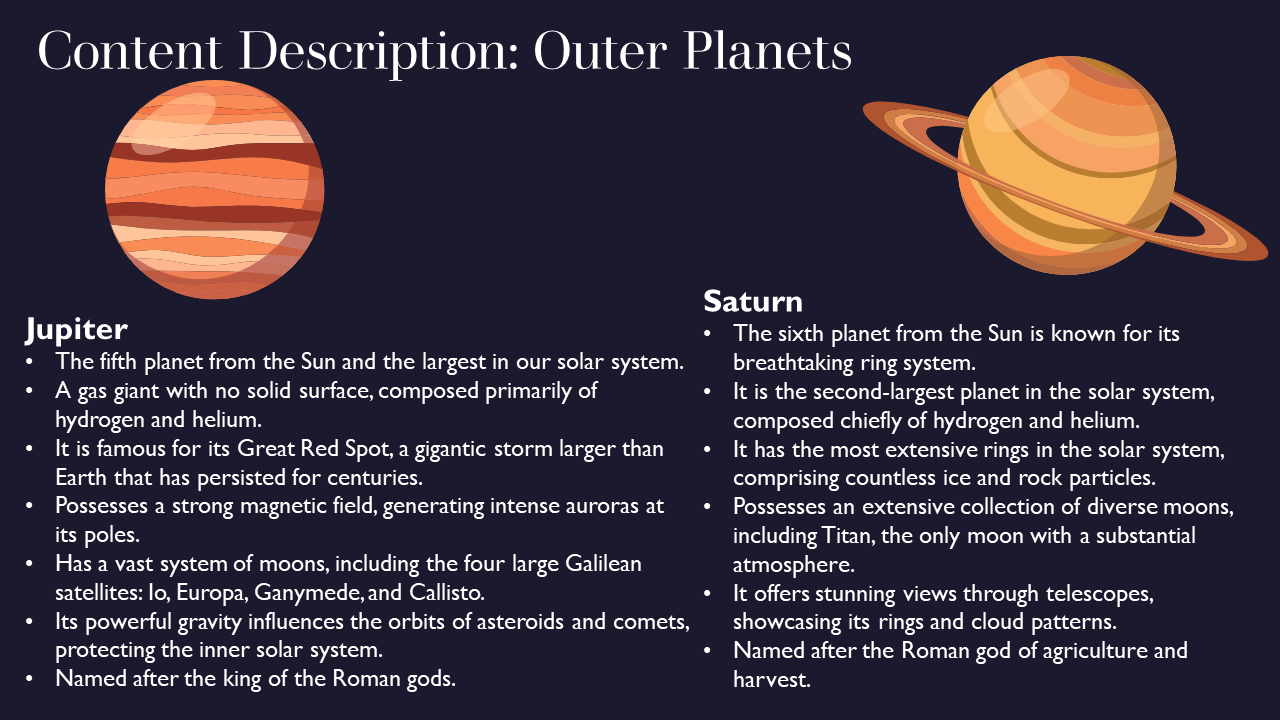 Content Description: Outer Planets
Jupiter
• The fifth planet from the Sun and the largest in our solar system.
• A gas giant with no solid surface, composed primarily of
hydrogen and helium.
• It is famous for its Great Red Spot, a gigantic storm larger than
Earth that has persisted for centuries.
• Possesses a strong magnetic field, generating intense auroras at
its poles.
• Has a vast system of moons, including the four large Galilean
satellites: Io, Europa, Ganymede, and Callisto.
• Its powerful gravity influences the orbits of asteroids and comets,
protecting the inner solar system.
• Named after the king of the Roman gods.
Saturn
• The sixth planet from the Sun is known for its
breathtaking ring system.
• It is the second-largest planet in the solar system,
composed chiefly of hydrogen and helium.
• It has the most extensive rings in the solar system,
comprising countless ice and rock particles.
• Possesses an extensive collection of diverse moons,
including Titan, the only moon with a substantial
atmosphere.
• It offers stunning views through telescopes,
showcasing its rings and cloud patterns.
• Named after the Roman god of agriculture and
harvest.